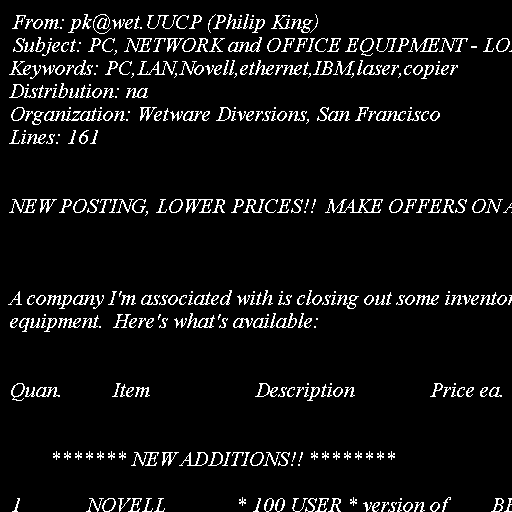 From: pk@wet.UUCP (Philip King)
Subject: PC, NETWORK and OFFICE EQUIPMENT - LO
Keywords: PC,LAN,Novell,ethernet,IBM,laser,copier
Distribution: na
Organization: Wetware Diversions, San Francisco
Lines: 161
NEW POSTING, LOWER PRICES!!  MAKE OFFERS ON A
A company I'm associated with is closing out some inventor
equipment.  Here's what's available:
Quan. Item Description Price ea.
******* NEW ADDITIONS!! ********
1 NOVELL * 100 USER * version of